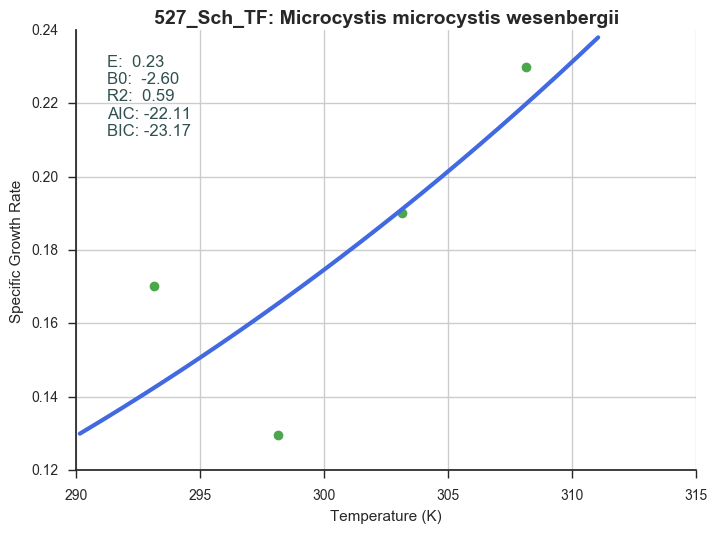 527_Sch_TF: Microcystis microcystis wesenbergii
E:  0.23
B0:  -2.60
R2:  0.59
AIC: -22.11
BIC: -23.17
Specific Growth Rate
0.24
0.22
0.20
0.18
0.16
0.14
0.12
290 295 300 305 310 315
Temperature (K)